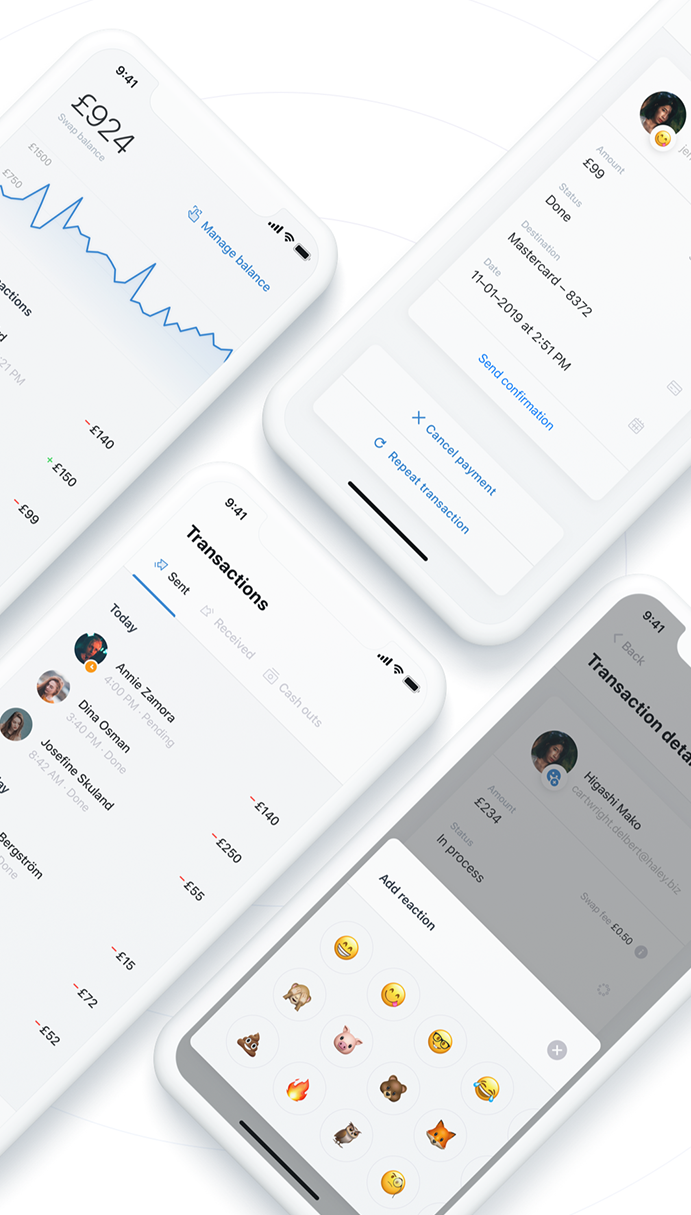 9:41
£924
Swap balance
£1500
£750
Manage balance
21 PM
- £140
+ £150
- £99
Amount
£99
Status
Done
Destination
Mastercard – 8372
Date
11–01–2019 at 2:51 PM
Send confirmation
Cancel payment
Repeat transaction
9:41
Transactions
Sent
Received
Cash outs
Today
Annie Zamora
4:00 PM · Pending
- £140
Dina Osman
3:40 PM · Done
- £250
Josefine Skuland
8:42 AM · Done
- £55
Bergström
Done
- £15
- £72
- £52
9:41
Back
Transaction deta
Higashi Mako
cartwright.delbert@haley.biz
Amount
£234
Status
In process
Swap fee £0.50
Add reaction